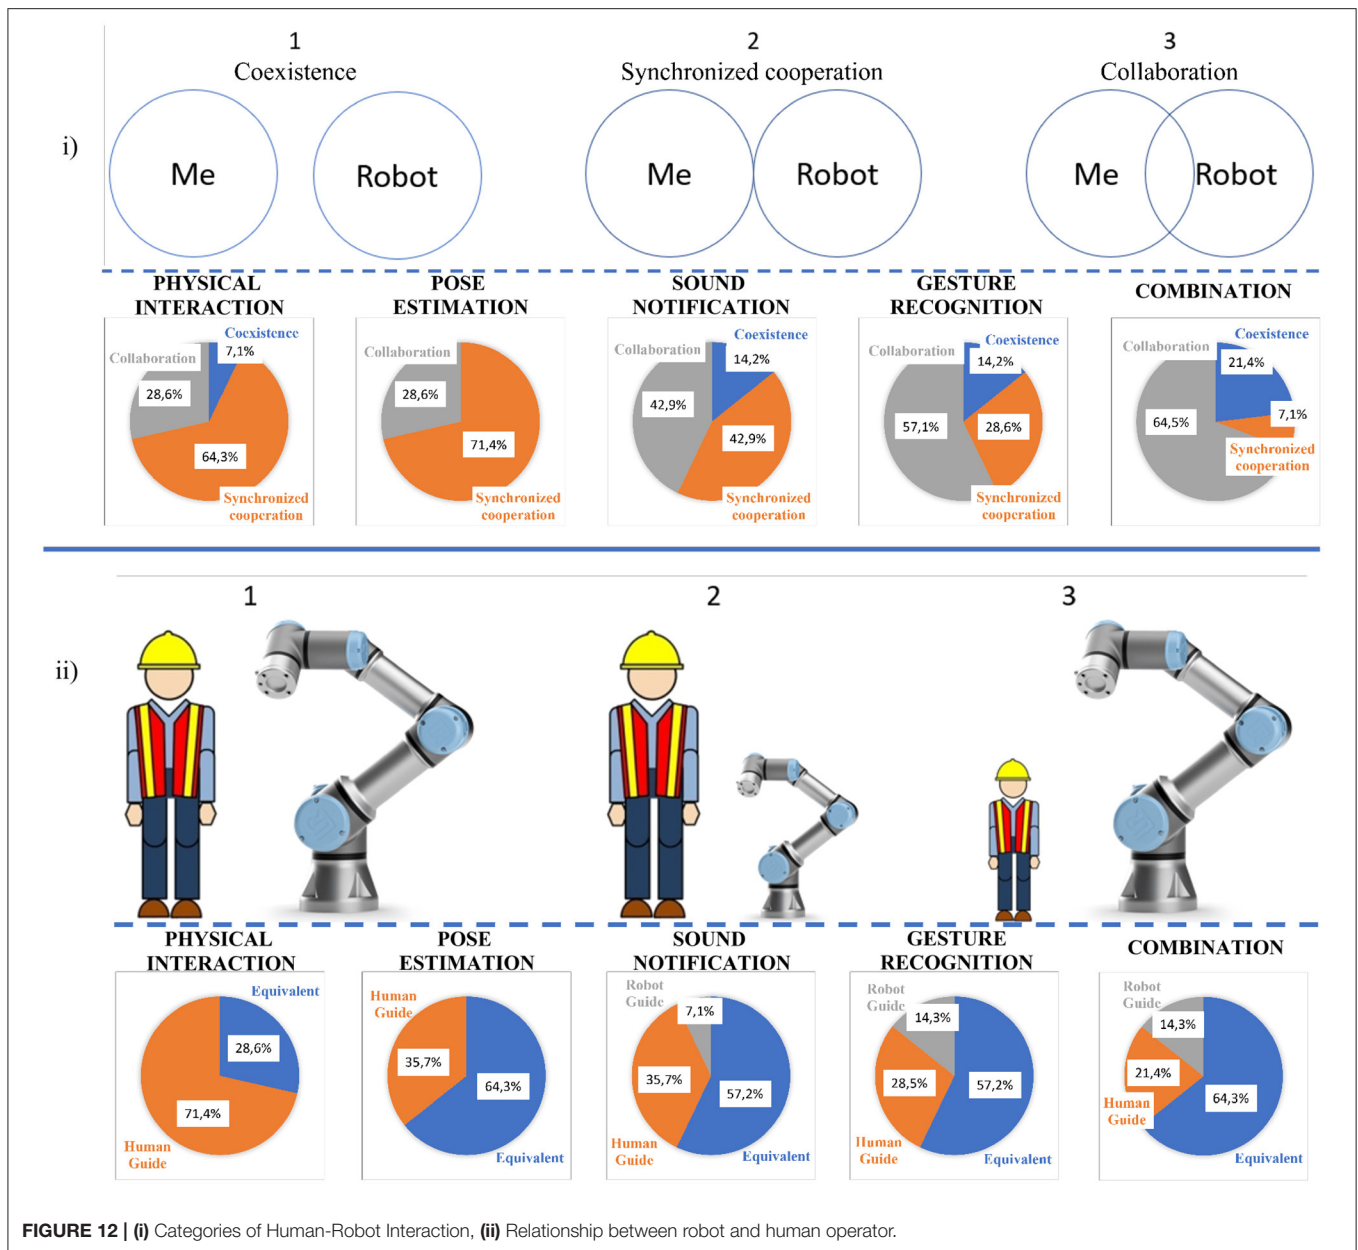 1
Coexistence
2
Synchronized cooperation
3
Collaboration
i)
Me
Robot
Me
Robot
Me
Robot
PHYSICAL
INTERACTION
Coexistence
7,1%
Collaboration
28,6%
64,3%
Synchronized
cooperation
POSE
ESTIMATION
Collaboration
28,6%
71,4%
Synchronized
cooperation
SOUND
NOTIFICATION
Coexistence
14,2%
Collaboration
42,9%
42,9%
Synchronized
cooperation
GESTURE
RECOGNITION
Coexistence
14,2%
Collaboration
57,1%
28,6%
Synchronized
cooperation
COMBINATION
Coexistence
21,4%
Collaboration
64,5%
7,1%
Synchronized
cooperation
1
2
3
ii)
PHYSICAL
INTERACTION
Equivalent
28,6%
71,4%
Human
Guide
POSE
ESTIMATION
Human
Guide
35,7%
64,3%
Equivalent
SOUND
NOTIFICATION
Robot
Guide
7,1%
35,7%
57,2%
Human
Guide
Equivalent
GESTURE
RECOGNITION
Robot
Guide
14,3%
28,5%
57,2%
Human
Guide
Equivalent
COMBINATION
Robot
Guide
14,3%
21,4%
64,3%
Human
Guide
Equivalent
FIGURE 12 | (i) Categories of Human-Robot Interaction, (ii) Relationship between robot and human operator.